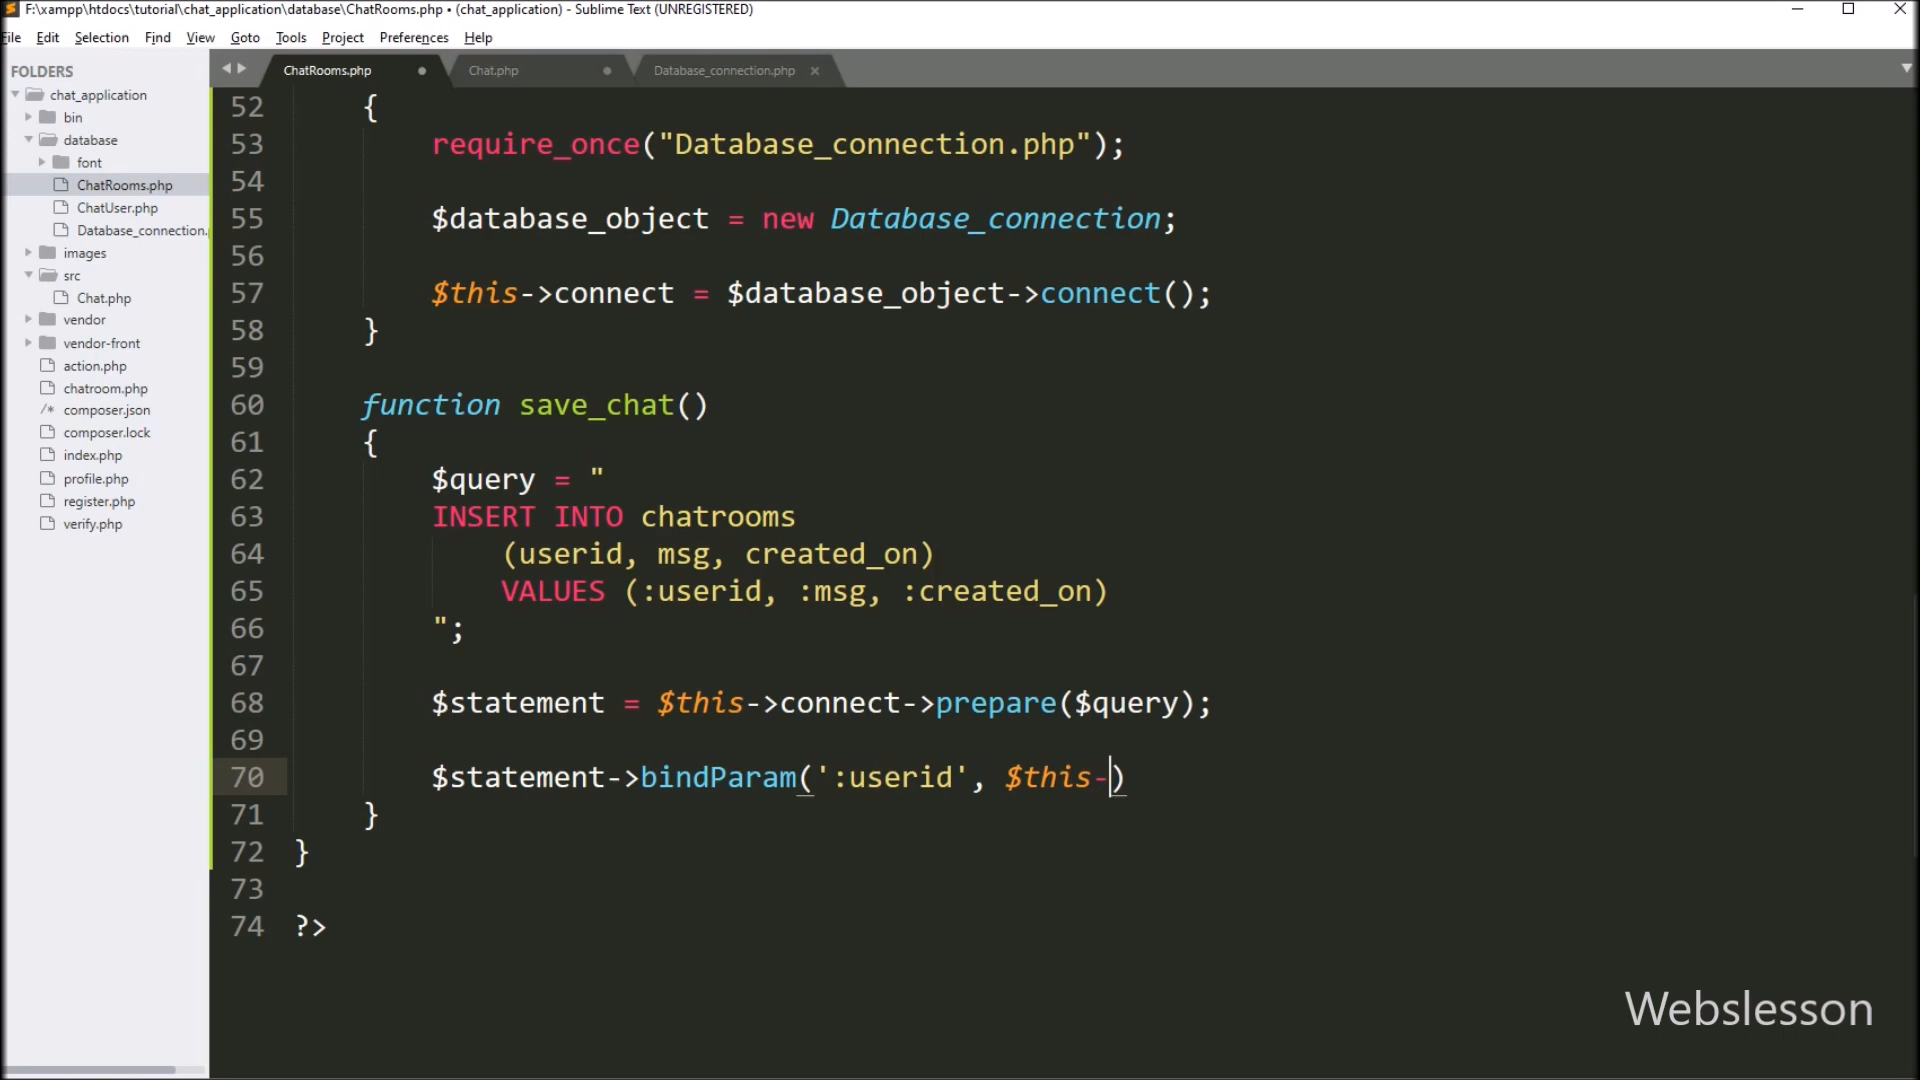 F:\xampp\htdocs\tutorial\chat_application\database\ChatRooms.php • (chat_application) - Sublime Text (UNREGISTERED)
File Edit Selection Find View Goto Tools Project Preferences Help
FOLDERS
chat_application
bin
database
font
ChatRooms.php
ChatUser.php
Database_connection.
images
src
Chat.php
vendor
vendor-front
action.php
chatroom.php
/* composer.json
composer.lock
index.php
profile.php
register.php
verify.php
ChatRooms.php Chat.php Database_connection.php
52 {
53 require_once("Database_connection.php");
54
55 $database_object = new Database_connection;
56
57 $this->connect = $database_object->connect();
58 }
59
60 function save_chat()
61 {
62 $query = "
63 INSERT INTO chatrooms
64 (userid, msg, created_on)
65 VALUES (:userid, :msg, :created_on)
66 ";
67
68 $statement = $this->connect->prepare($query);
69
70 $statement->bindParam(':userid', $this-)
71 }
72 }
73
74 ?>
Webslesson